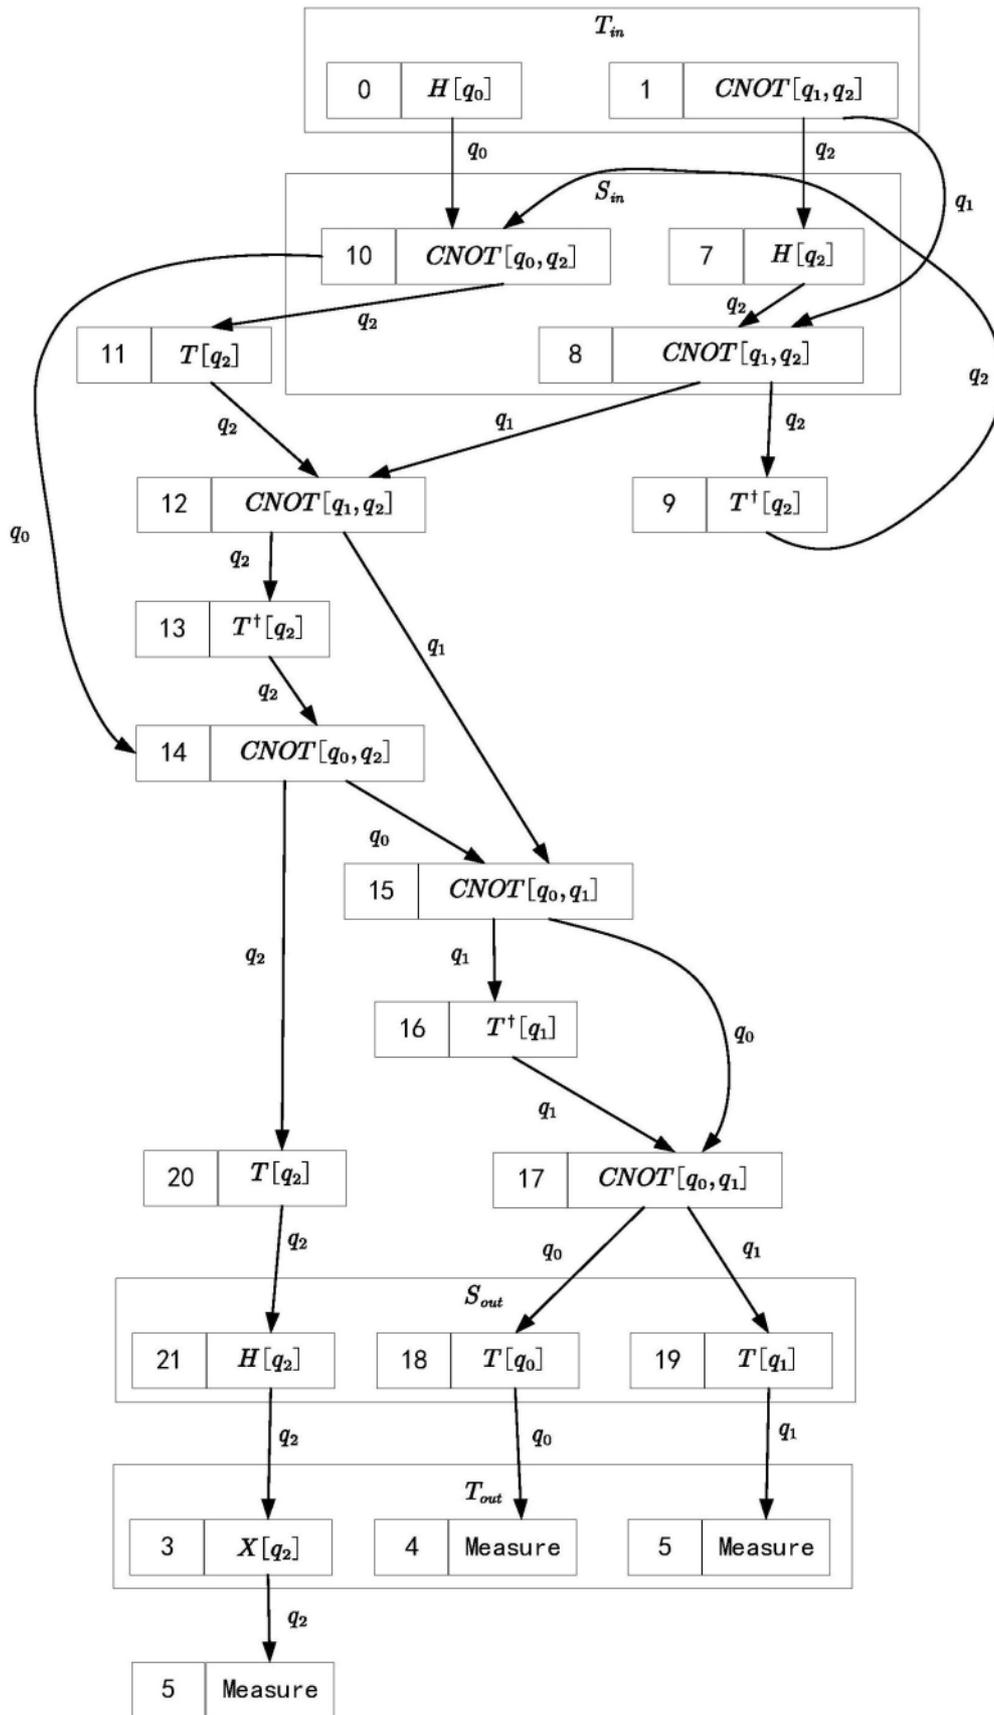 T_in
0 H[q₀] 1 CNOT[q₁,q₂]
q₀ q₂
q₁
S_in
10 CNOT[q₀,q₂] 7 H[q₂]
q₂ q₂
11 T[q₂] 8 CNOT[q₁,q₂]
q₂
q₂ q₁ q₂
12 CNOT[q₁,q₂] 9 T†[q₂]
q₀
q₂
13 T†[q₂]
q₁
q₂
14 CNOT[q₀,q₂]
q₀
15 CNOT[q₀,q₁]
q₂ q₁
16 T†[q₁]
q₀
q₁
20 T[q₂] 17 CNOT[q₀,q₁]
q₂ q₀ q₁
S_out
21 H[q₂] 18 T[q₀] 19 T[q₁]
q₂ q₀ q₁
T_out
3 X[q₂] 4 Measure 5 Measure
q₂
5 Measure